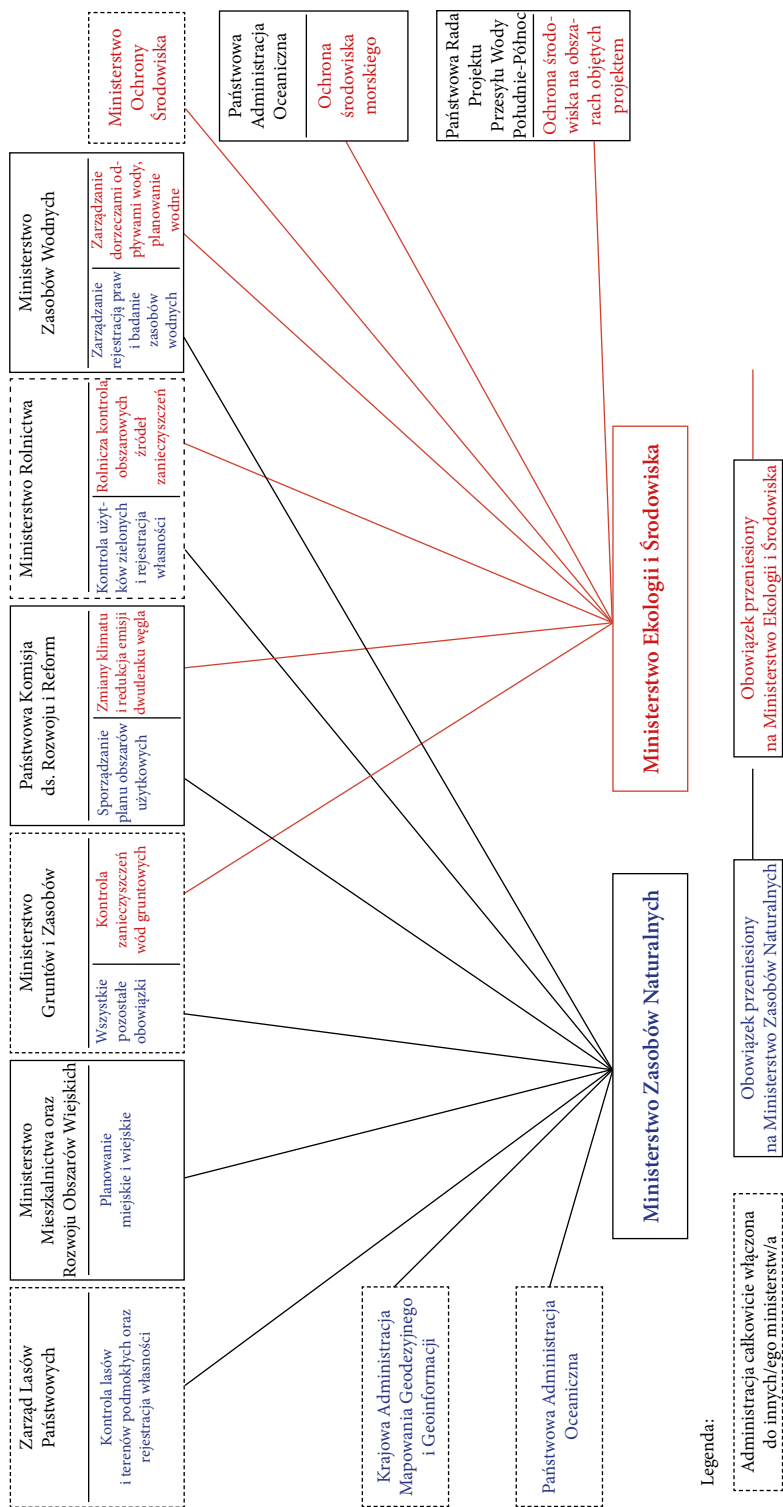 Zarząd Lasów
Państwowych
Kontrola lasów
i terenów podmokłych oraz
rejestracja własności
Ministerstwo
Mieszkalnictwa oraz
Rozwoju Obszarów Wiejskich
Planowanie
miejskie i wiejskie
Ministerstwo
Gruntów i Zasobów
Wszystkie
pozostałe
obowiązki
Kontrola
zanieczyszczeń
wód gruntowych
Państwowa Komisja
ds. Rozwoju i Reform
Sporządzanie
planu obszarów
użytkowych
Zmiany klimatu
i redukcja emisji
dwutlenku węgla
Ministerstwo Rolnictwa
Kontrola użyt-
ków zielonych
i rejestracja
własności
Rolnicza kontrola
obszarowych
źródeł
zanieczyszczeń
Ministerstwo
Zasobów Wodnych
Zarządzanie
rejestracją praw
i badanie
zasobów
wodnych
Zarządzanie
dorzeczami od-
pływami wody,
planowanie
wodne
Ministerstwo
Ochrony
Środowiska
Państwowa
Administracja
Oceaniczna
Ochrona
środowiska
morskiego
Państwowa Rada
Projektu
Przesyłu Wody
Południe-Północ
Ochrona środo-
wiska na obsza-
rach objętych
projektem
Krajowa Administracja
Mapowania Geodezyjnego
i Geoinformacji
Państwowa Administracja
Oceaniczna
Ministerstwo Zasobów Naturalnych
Ministerstwo Ekologii i Środowiska
Legenda:
Administracja całkowicie włączona
do innych/ego ministerstw/a
Obowiązek przeniesiony
na Ministerstwo Zasobów Naturalnych
Obowiązek przeniesiony
na Ministerstwo Ekologii i Środowiska